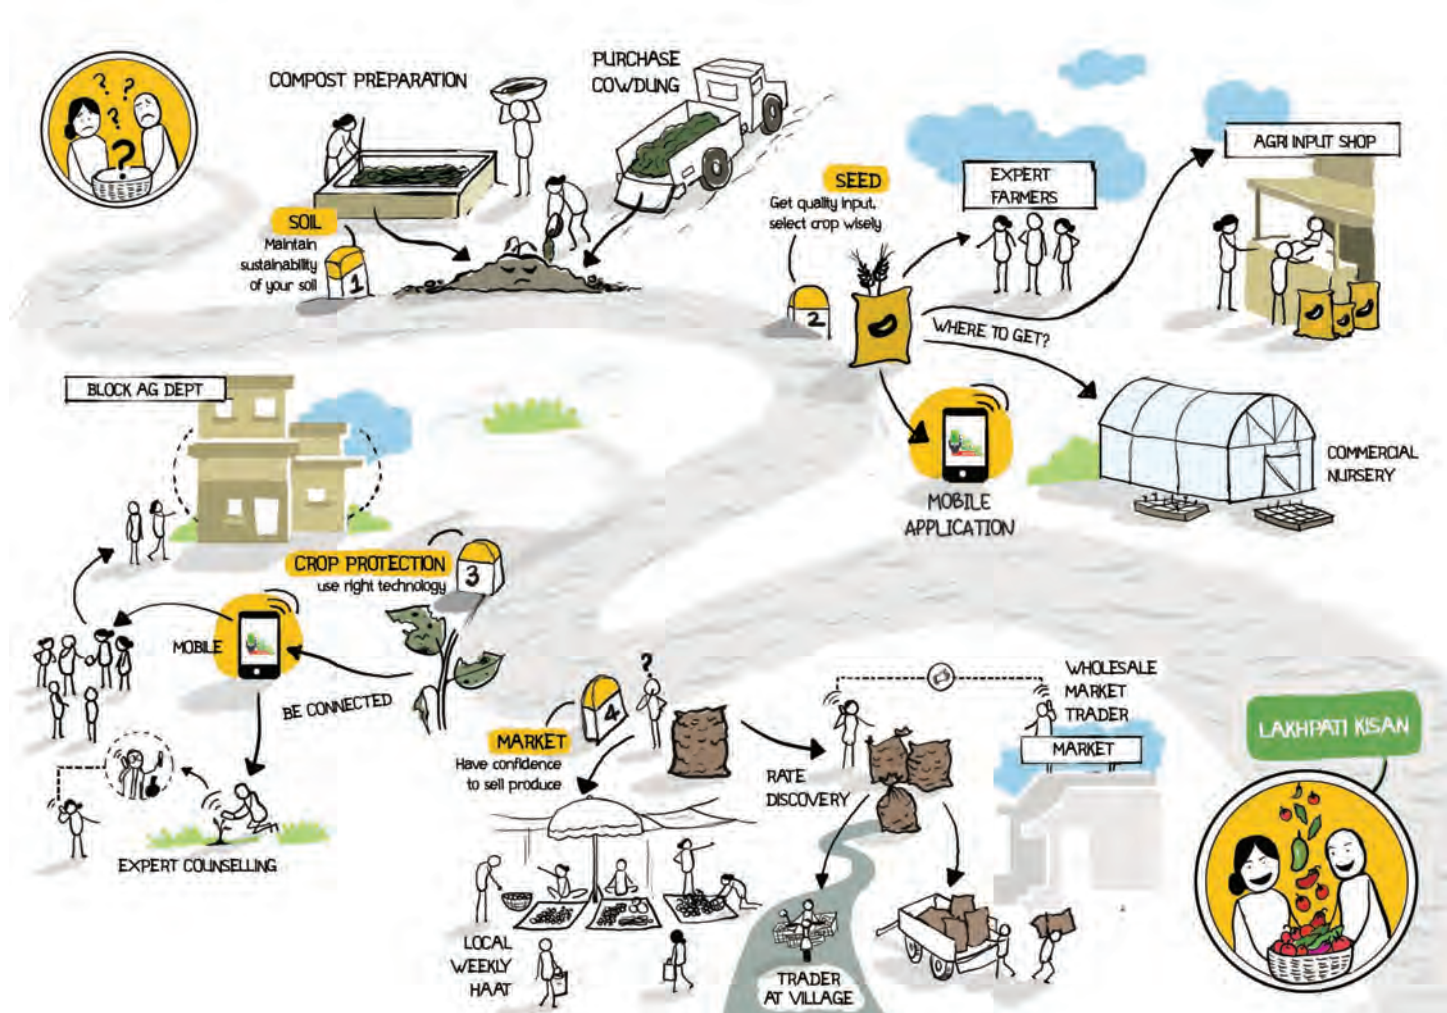 ? ? ? ?
?
COMPOST PREPARATION
PURCHASE
COWDUNG
SOIL
Maintain
sustainability
of your soil
1
SEED
Get quality input,
select crop wisely
2
EXPERT
FARMERS
AGRI INPUT SHOP
WHERE TO GET?
MOBILE
APPLICATION
COMMERCIAL
NURSERY
BLOCK AG DEPT
CROP PROTECTION
use right technology
3
MOBILE
BE CONNECTED
EXPERT COUNSELLING
?
4
MARKET
Have confidence
to sell produce
LOCAL
WEEKLY
HAAT
RATE
DISCOVERY
WHOLESALE
MARKET
TRADER
MARKET
TRADER
AT VILLAGE
LAKHPATI KISAN